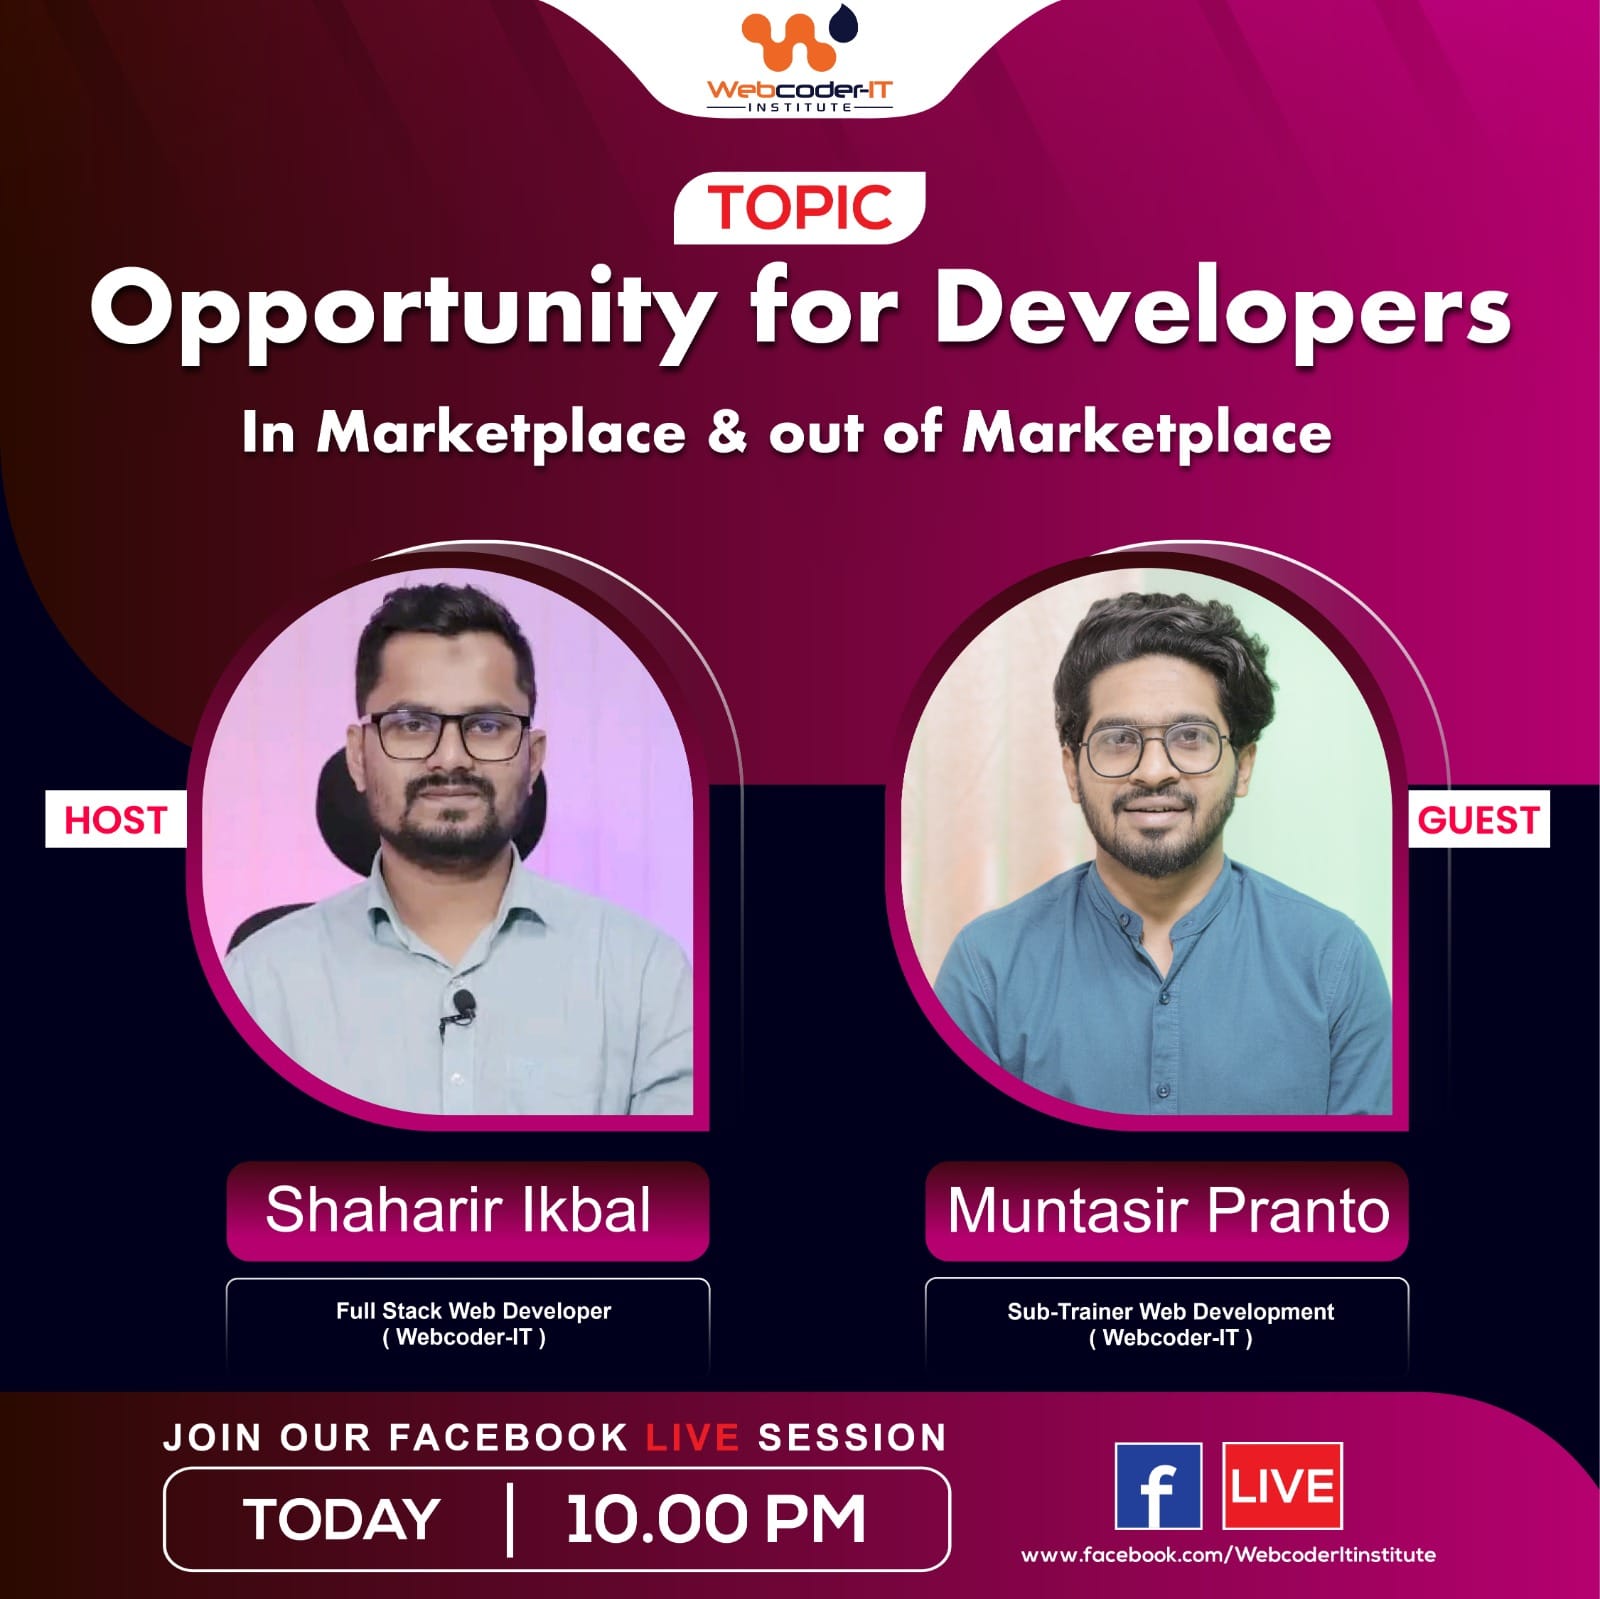 Webcoder-IT
INSTITUTE
TOPIC
Opportunity for Developers
In Marketplace & out of Marketplace
HOST
GUEST
Shaharir Ikbal
Muntasir Pranto
Full Stack Web Developer
( Webcoder-IT )
Sub-Trainer Web Development
( Webcoder-IT )
JOIN OUR FACEBOOK LIVE SESSION
TODAY | 10.00 PM
f LIVE
www.facebook.com/WebcoderItinstitute